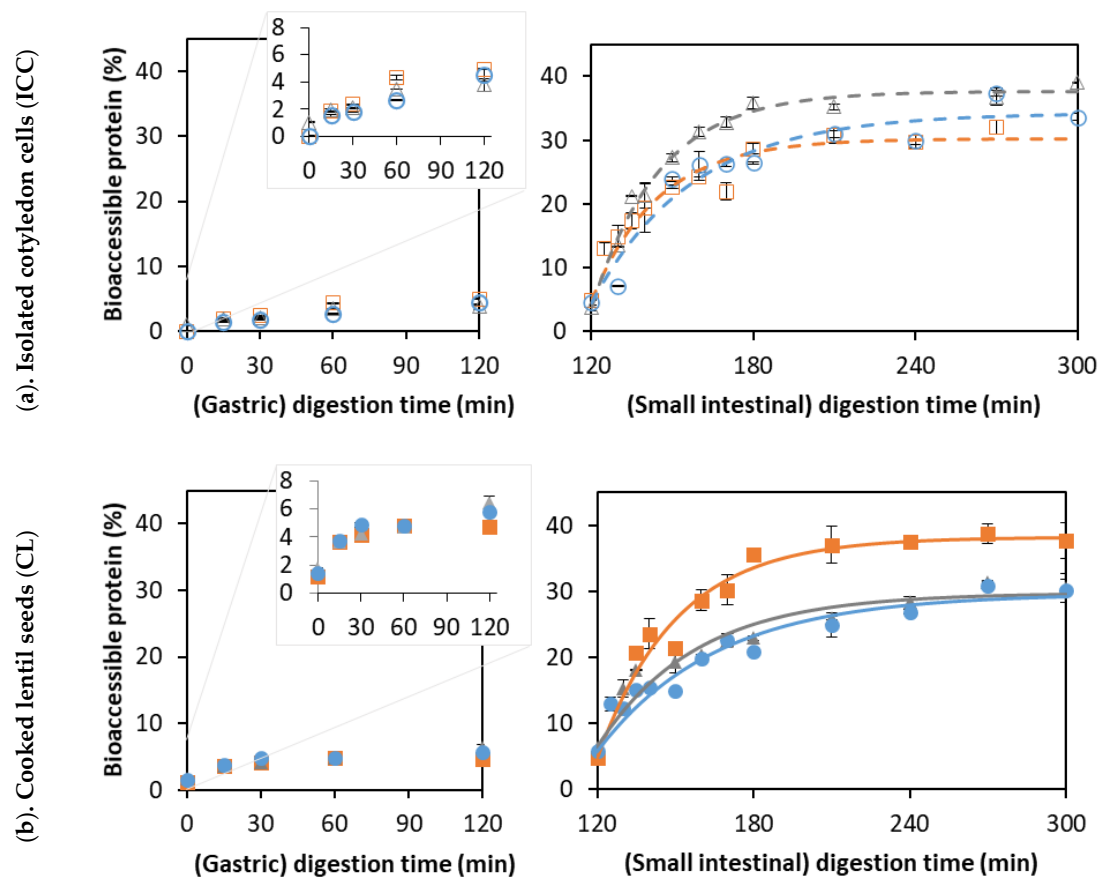 (a). Isolated cotyledon cells (ICC)
Bioaccessible protein (%)
40
30
20
10
0
0 30 60 90 120
(Gastric) digestion time (min)
8
6
4
2
0
0 30 60 90 120
40
30
20
10
0
120 180 240 300
(Small intestinal) digestion time (min)
(b). Cooked lentil seeds (CL)
Bioaccessible protein (%)
40
30
20
10
0
0 30 60 90 120
(Gastric) digestion time (min)
8
6
4
2
0
0 30 60 90 120
40
30
20
10
0
120 180 240 300
(Small intestinal) digestion time (min)